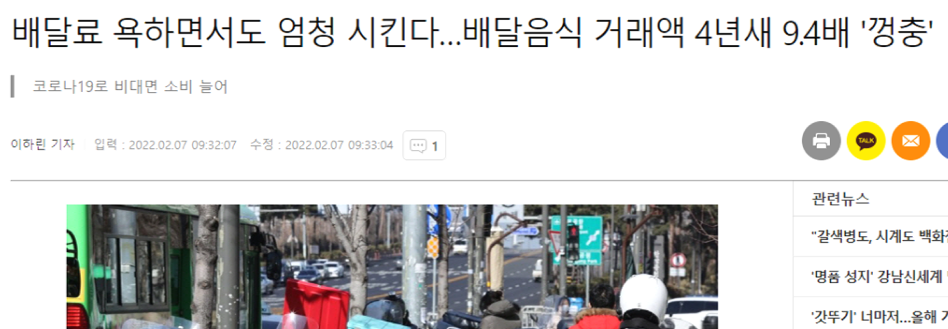 배달료 욕하면서도 엄청 시킨다...배달음식 거래액 4년새 9.4배 '껑충'
코로나19로 비대면 소비 늘어
이하린 기자 입력 : 2022.02.07 09:32:07 수정 : 2022.02.07 09:33:04 1
TALK
관련뉴스
"갈색병도, 시계도 백화
'명품 성지' 강남신세계
'갓뚜기' 너마저...올해